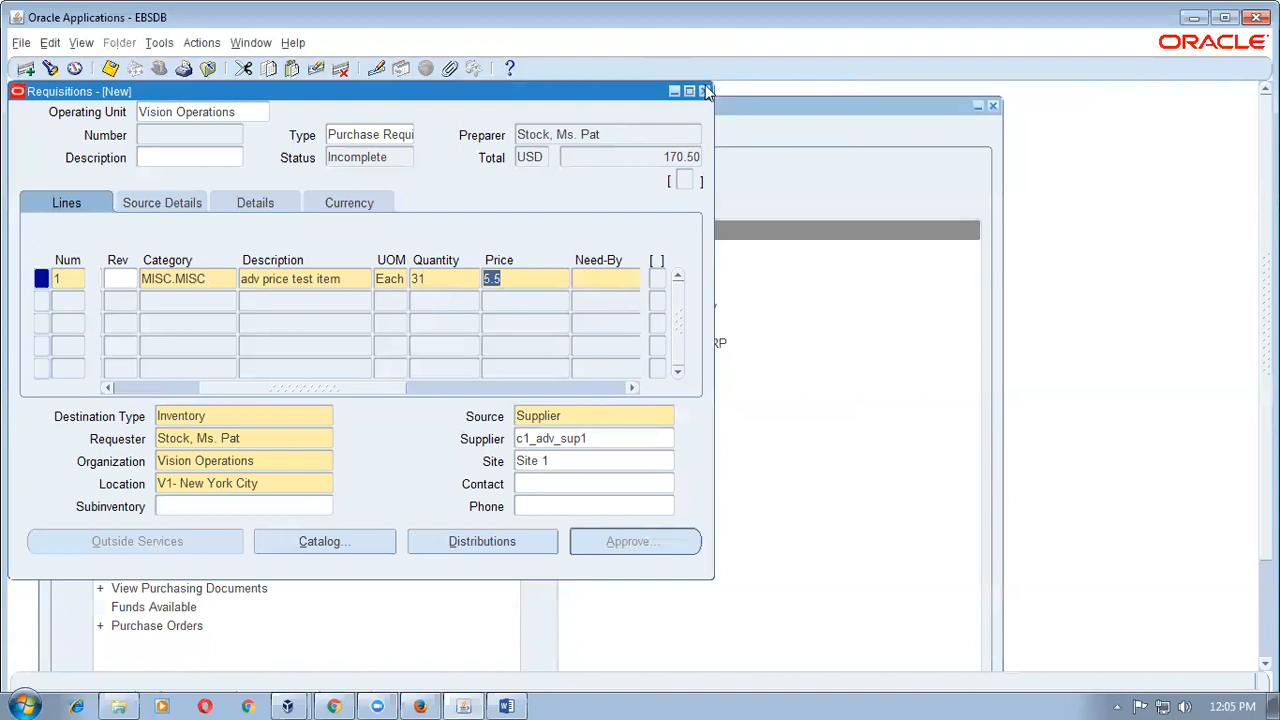 Oracle Applications - EBSDB
File Edit View Folder Tools Actions Window Help
ORACLE
Requisitions - [New]
Operating Unit Vision Operations
Number Type Purchase Requi Preparer Stock, Ms. Pat
Description Status Incomplete Total USD 170.50
[ ]
Lines Source Details Details Currency
Num Rev Category Description UOM Quantity Price Need-By [ ]
1 MISC.MISC adv price test item Each 31 5.5
RP
Destination Type Inventory Source Supplier
Requester Stock, Ms. Pat Supplier c1_adv_sup1
Organization Vision Operations Site Site 1
Location V1- New York City Contact
Subinventory Phone
Outside Services Catalog... Distributions Approve...
+ View Purchasing Documents
Funds Available
+ Purchase Orders
12:05 PM